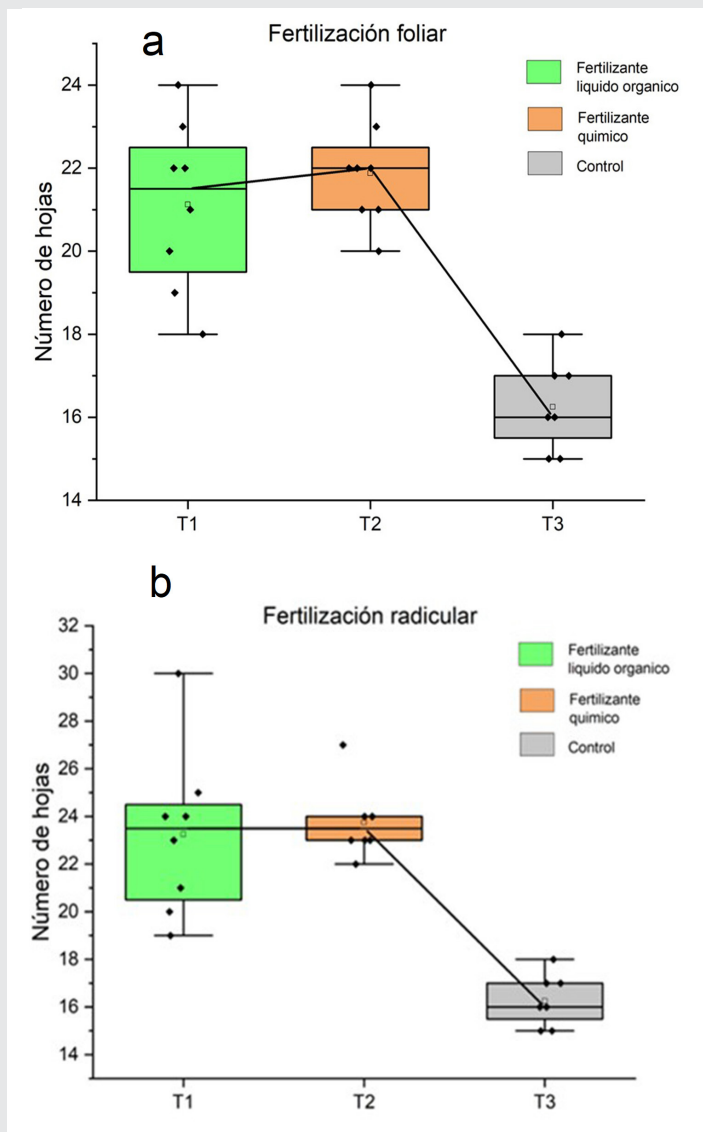 a
Fertilización foliar
Fertilizante
liquido organico
Fertilizante
quimico
Control
Número de hojas
24
22
20
18
16
14
T1
T2
T3
b
Fertilización radicular
Fertilizante
liquido organico
Fertilizante
quimico
Control
Número de hojas
32
30
28
26
24
22
20
18
16
14
T1
T2
T3